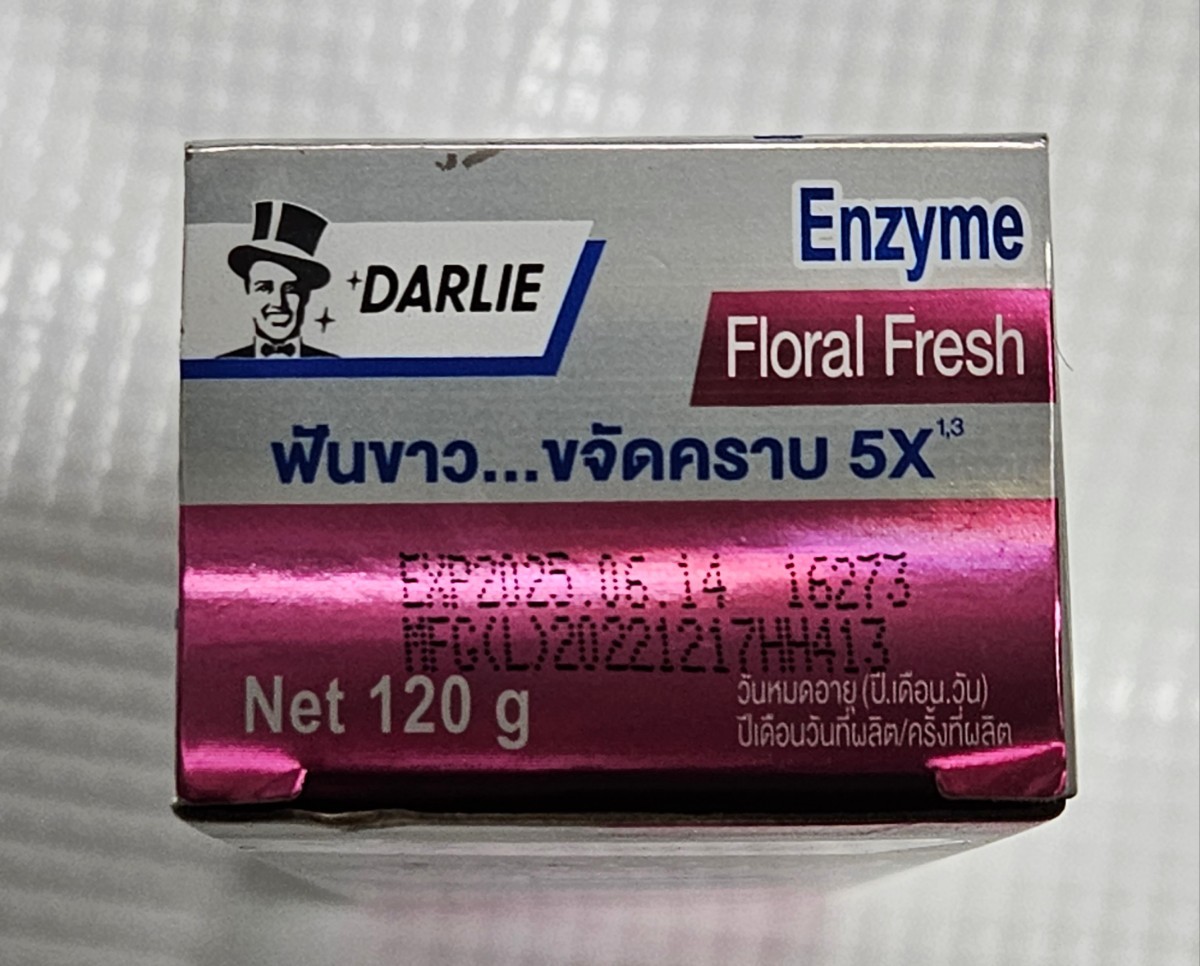 DARLIE
Enzyme
Floral Fresh
ฟันขาว...ขจัดคราบ 5X1,3
EXP2025.06.14 16273
MFG(L)20221217HH413
Net 120 g
วันหมดอายุ (ปี.เดือน.วัน)
ปีเดือนวันที่ผลิต/ครั้งที่ผลิต